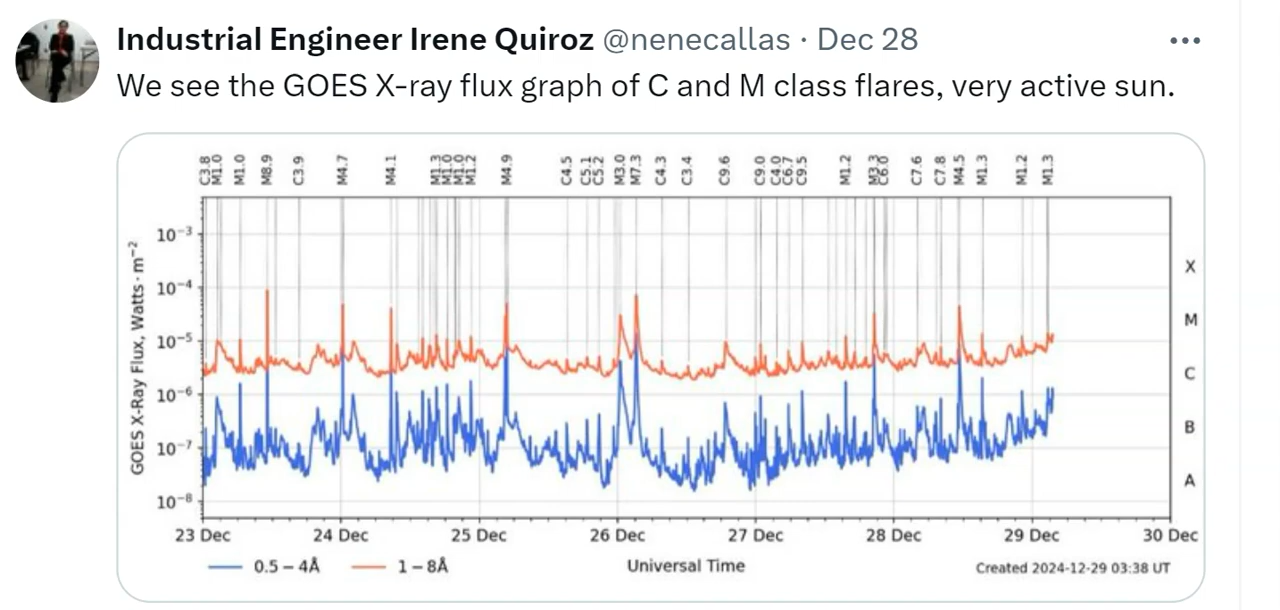 Industrial Engineer Irene Quiroz @nenecallas · Dec 28
We see the GOES X-ray flux graph of C and M class flares, very active sun.
C3.8 M1.0 M1.0 M8.9 C3.9 M4.7 M4.1 M1.3 M1.0 M1.0 M1.2 M4.9 C4.5 C5.1 C5.2 M3.0 M7.3 C4.3 C3.4 C9.6 C9.0 C4.0 C6.7 C9.5 M1.2 M3.3 C6.0 C7.6 C7.8 M4.5 M1.3 M1.2 M1.3
GOES X-Ray Flux, Watts · m⁻²
10⁻³
X
10⁻⁴
M
10⁻⁵
C
10⁻⁶
B
10⁻⁷
A
10⁻⁸
23 Dec 24 Dec 25 Dec 26 Dec 27 Dec 28 Dec 29 Dec 30 Dec
0.5 – 4Å 1 – 8Å Universal Time Created 2024-12-29 03:38 UT